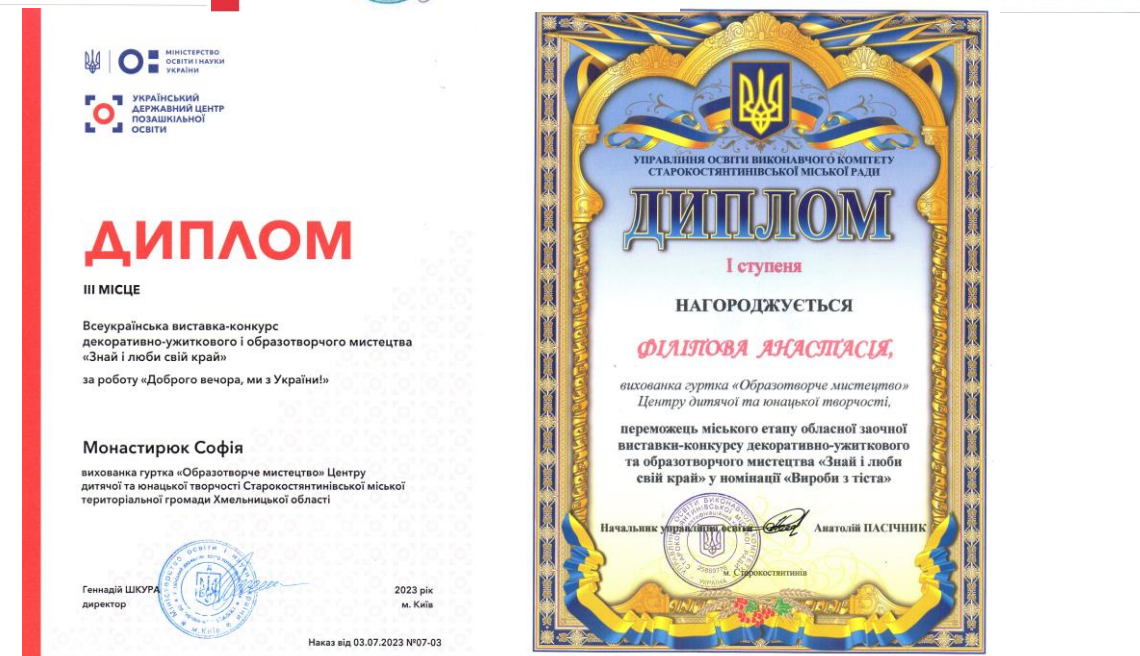 МІНІСТЕРСТВО
ОСВІТИ І НАУКИ
УКРАЇНИ
УКРАЇНСЬКИЙ
ДЕРЖАВНИЙ ЦЕНТР
ПОЗАШКІЛЬНОЇ
ОСВІТИ
ДИПЛОМ
ІІІ МІСЦЕ
Всеукраїнська виставка-конкурс
декоративно-ужиткового і образотворчого мистецтва
«Знай і люби свій край»
за роботу «Доброго вечора, ми з України!»
Монастирюк Софія
вихованка гуртка «Образотворче мистецтво» Центру
дитячої та юнацької творчості Старокостянтинівської міської
територіальної громади Хмельницької області
Геннадій ШКУРА
директор
2023 рік
м. Київ
Наказ від 03.07.2023 №07-03
УПРАВЛІННЯ ОСВІТИ ВИКОНАВЧОГО КОМІТЕТУ
СТАРОКОСТЯНТИНІВСЬКОЇ МІСЬКОЇ РАДИ
ДИПЛОМ
І ступеня
НАГОРОДЖУЄТЬСЯ
ФІЛІПОВА АНАСТАСІЯ,
вихованка гуртка «Образотворче мистецтво»
Центру дитячої та юнацької творчості,
переможець міського етапу обласної заочної
виставки-конкурсу декоративно-ужиткового
та образотворчого мистецтва «Знай і люби
свій край» у номінації «Вироби з тіста»
Начальник управління освіти Анатолій ПАСІЧНИК
м. Старокостянтинів